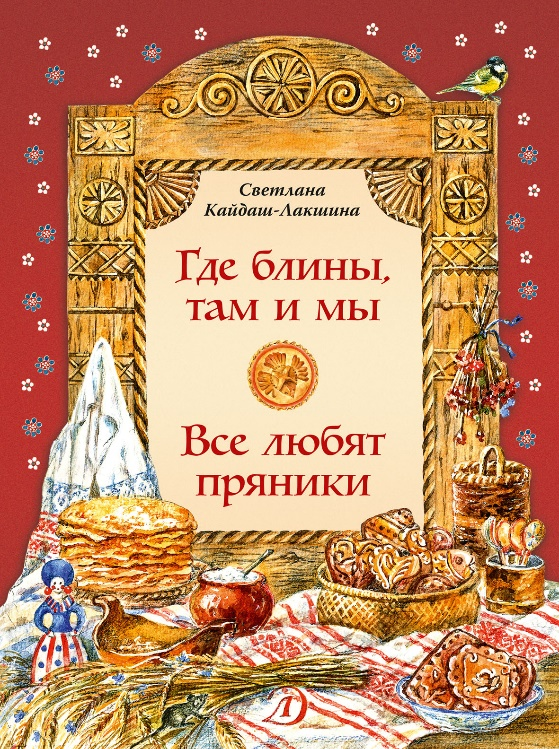 Светлана
Кайдаш-Лакшина
Где блины,
там и мы
Все любят
пряники
Д